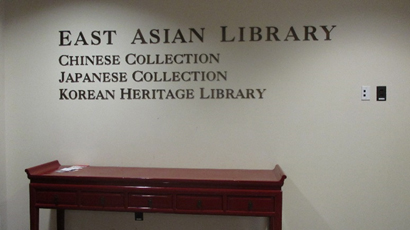 East Asian Library
Chinese Collection
Japanese Collection
Korean Heritage Library